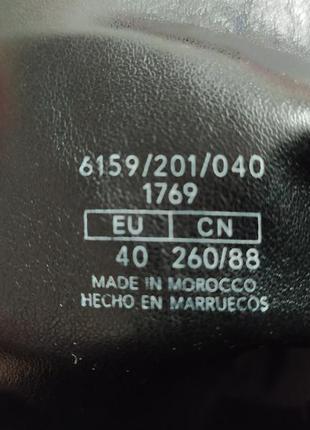 6159/201/040
1769
EU CN
40 260/88
MADE IN MOROCCO
HECHO EN MARRUECOS